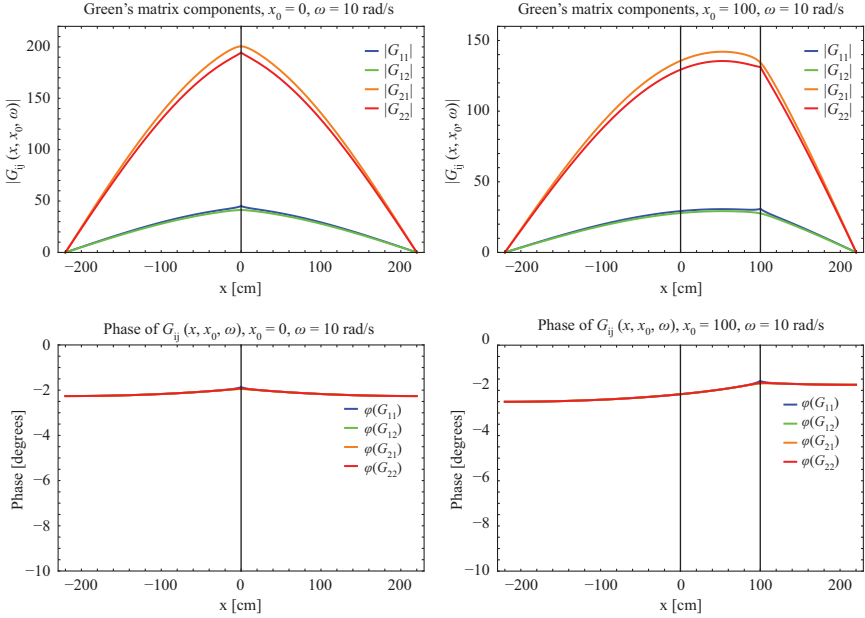 Green's matrix components, x₀ = 0, ω = 10 rad/s
|G_ij (x, x₀, ω)|
200
150
100
50
0
|G₁₁|
|G₁₂|
|G₂₁|
|G₂₂|
−200
−100
0
100
200
x [cm]
Green's matrix components, x₀ = 100, ω = 10 rad/s
|G_ij (x, x₀, ω)|
150
100
50
0
|G₁₁|
|G₁₂|
|G₂₁|
|G₂₂|
−200
−100
0
100
200
x [cm]
Phase of G_ij (x, x₀, ω), x₀ = 0, ω = 10 rad/s
Phase [degrees]
0
−2
−4
−6
−8
−10
φ(G₁₁)
φ(G₁₂)
φ(G₂₁)
φ(G₂₂)
−200
−100
0
100
200
x [cm]
Phase of G_ij (x, x₀, ω), x₀ = 100, ω = 10 rad/s
Phase [degrees]
0
−2
−4
−6
−8
−10
φ(G₁₁)
φ(G₁₂)
φ(G₂₁)
φ(G₂₂)
−200
−100
0
100
200
x [cm]